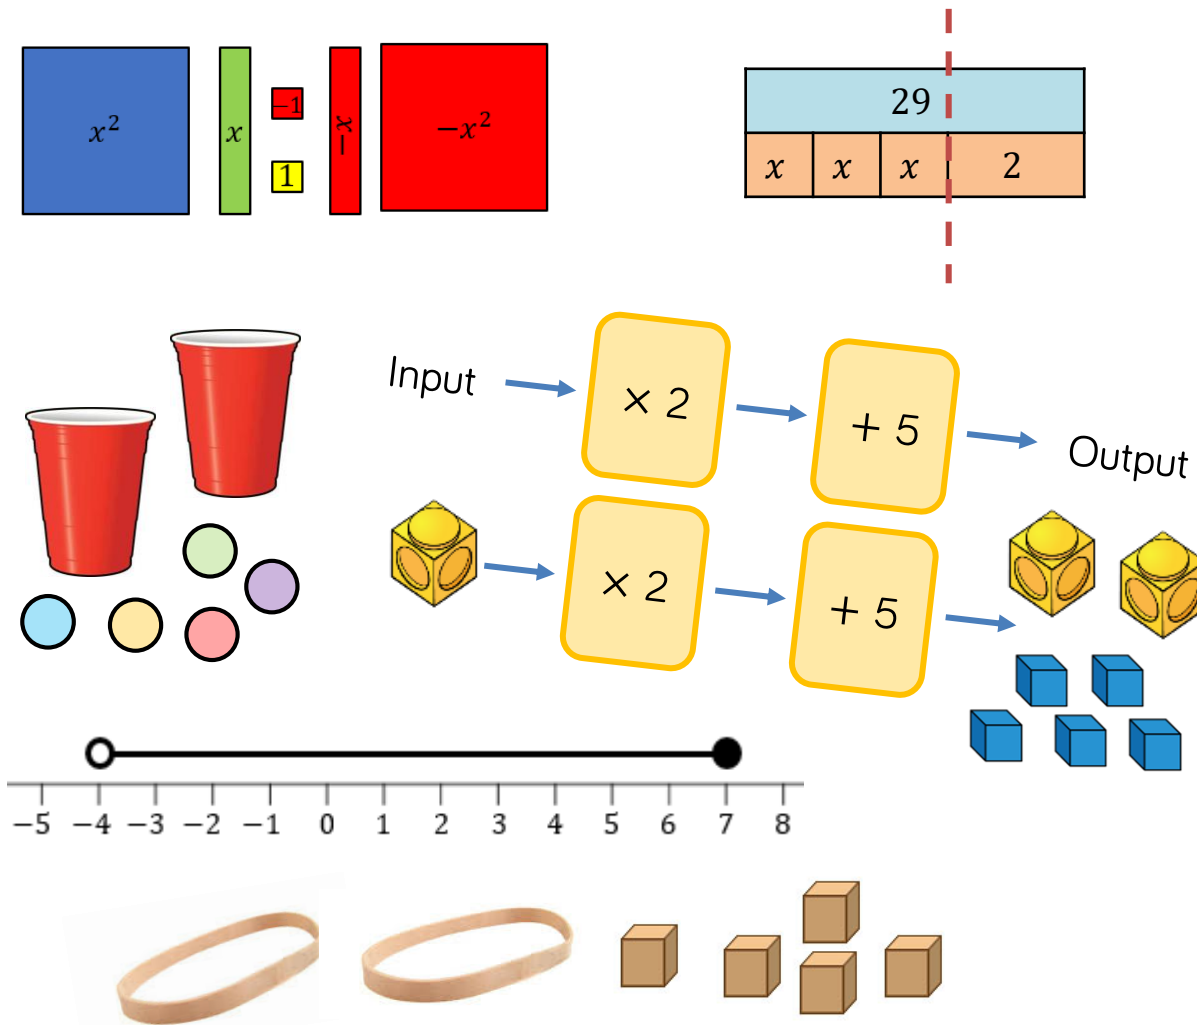 x² x −1 1 −x −x²
29
x x x 2
Input × 2 + 5 Output
× 2 + 5
−5 −4 −3 −2 −1 0 1 2 3 4 5 6 7 8